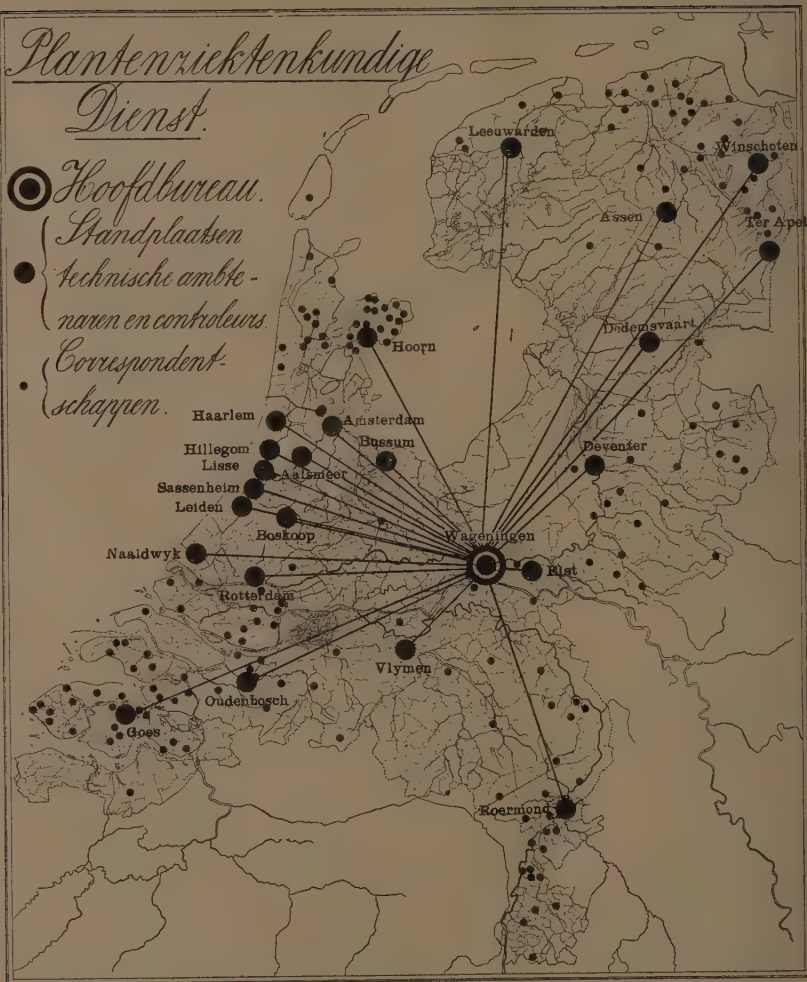 Plantenziektenkundige
Dienst.
Hoofdbureau.
Standplaatsen
technische ambte-
naren en controleurs.
Correspondent-
schappen.
Leeuwarden
Winschoten
Assen
Ter Apel
Dedemsvaart
Hoorn
Haarlem
Amsterdam
Bussum
Hillegom
Deventer
Lisse
Aalsmeer
Sassenheim
Leiden
Boskoop
Wageningen
Naaldwyk
Elst
Rotterdam
Vlymen
Oudenbosch
Goes
Roermond